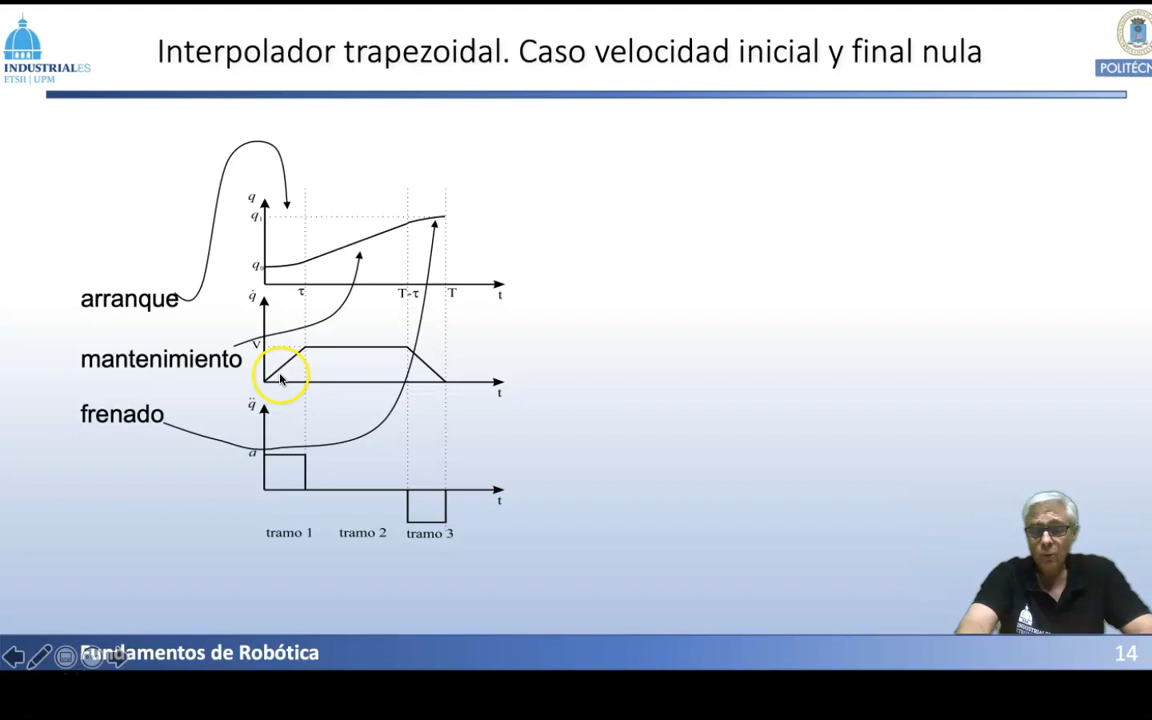 Interpolador trapezoidal. Caso velocidad inicial y final nula
INDUSTRIALES
ETSII | UPM
POLITÉCN
q
q₁
q₀
τ
T-τ
T
t
arranque
q̇
V
mantenimiento
t
frenado
q̈
a
t
tramo 1
tramo 2
tramo 3
Fundamentos de Robótica
14